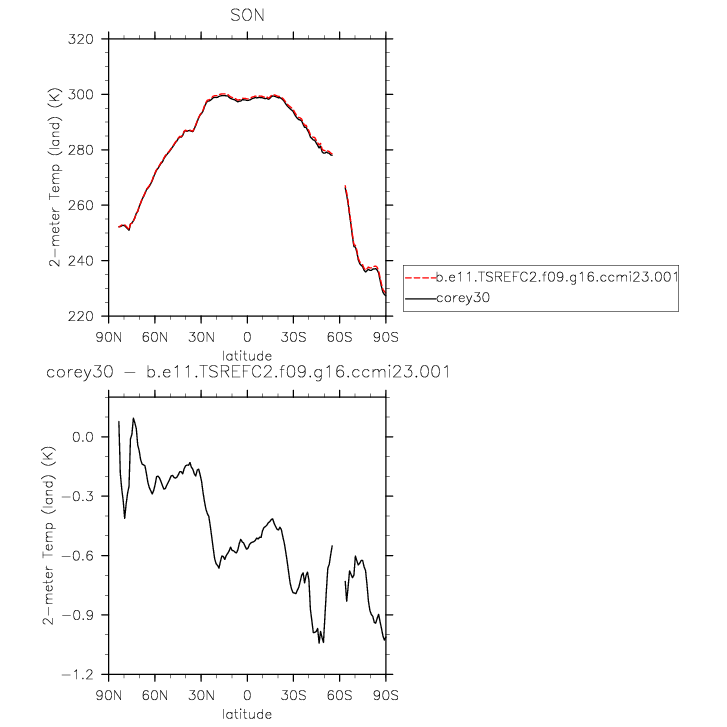 SON
320
300
280
260
240
220
2-meter Temp (land) (K)
90N 60N 30N 0 30S 60S 90S
latitude
b.e11.TSREFC2.f09.g16.ccmi23.001
corey30
corey30 - b.e11.TSREFC2.f09.g16.ccmi23.001
0.0
-0.3
-0.6
-0.9
-1.2
2-meter Temp (land) (K)
90N 60N 30N 0 30S 60S 90S
latitude